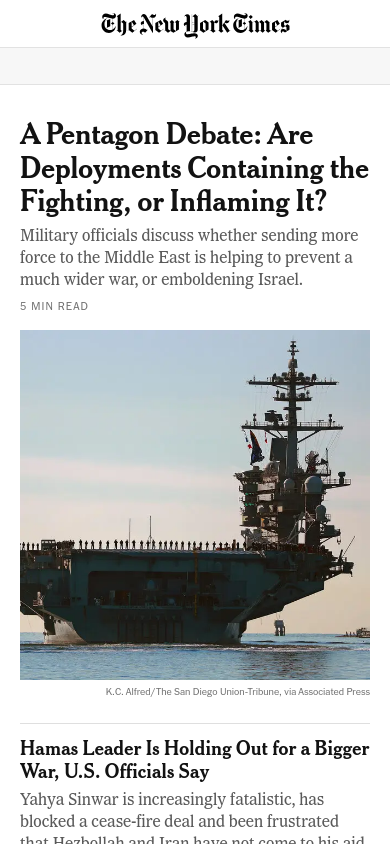 The New York Times
A Pentagon Debate: Are
Deployments Containing the
Fighting, or Inflaming It?
Military officials discuss whether sending more
force to the Middle East is helping to prevent a
much wider war, or emboldening Israel.
5 MIN READ
K.C. Alfred/The San Diego Union-Tribune, via Associated Press
Hamas Leader Is Holding Out for a Bigger
War, U.S. Officials Say
Yahya Sinwar is increasingly fatalistic, has
blocked a cease-fire deal and been frustrated
that Hezbollah and Iran have not come to his aid